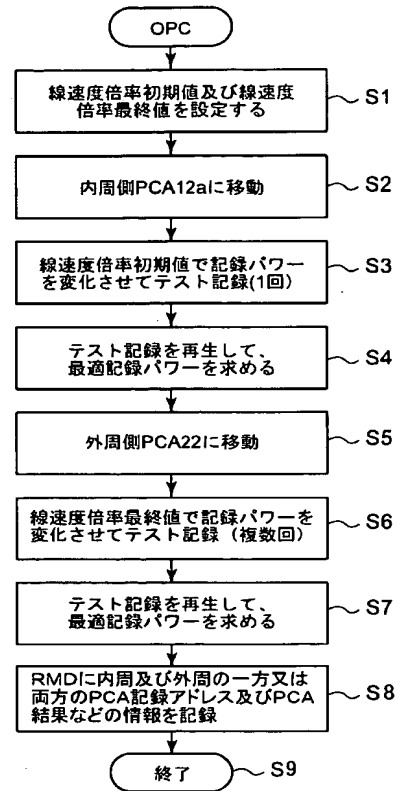 OPC
線速度倍率初期値及び線速度
倍率最終値を設定する
S1
内周側PCA12aに移動
S2
線速度倍率初期値で記録パワー
を変化させてテスト記録(1回)
S3
テスト記録を再生して、
最適記録パワーを求める
S4
外周側PCA22に移動
S5
線速度倍率最終値で記録パワーを
変化させてテスト記録(複数回)
S6
テスト記録を再生して、
最適記録パワーを求める
S7
RMDに内周及び外周の一方又は
両方のPCA記録アドレス及びPCA
結果などの情報を記録
S8
終了
S9